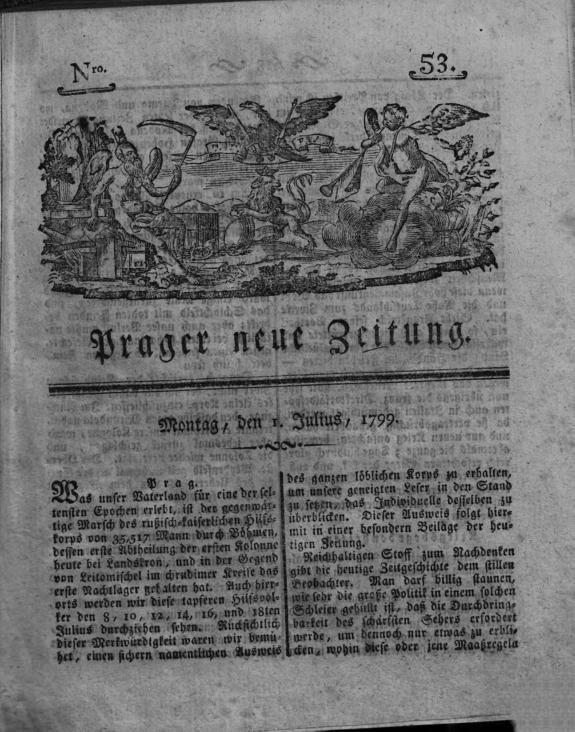 Nro.
53.
Prager neue Zeitung.
Montag, den 1. Julius, 1799.
Prag.
Was unser Vaterland für eine der sel-
tensten Epochen erlebt, ist der gegenwär-
tige Marsch des rußisch-kaiserlichen Hilfs-
korps von 35,517 Mann durch Böhmen,
dessen erste Abtheilung der ersten Kolonne
heute bei Landskron, und in der Gegend
von Leitomischel im chrudimer Kreise das
erste Nachtlager gehalten hat. Auch hier-
orts werden wir diese tapferen Hilfsvöl-
ker den 8, 10, 12, 14, 16, und 18ten
Julius durchziehen sehen. Rücksichtlich
dieser Merkwürdigkeit waren wir bemü-
het, einen sichern namentlichen Ausweis
des ganzen löblichen Korps zu erhalten,
um unsere geneigten Leser in den Stand
zu setzen, das Individuelle desselben zu
überblicken. Dieser Ausweis folgt hier-
mit in einer besondern Beilage der heu-
tigen Zeitung.
Reichhaltigen Stoff zum Nachdenken
gibt die heutige Zeitgeschichte dem stillen
Beobachter. Man darf billig staunen,
wie sehr die große Politik in einem solchen
Schleier gehüllt ist, daß die Durchdring-
barkeit des schärfsten Sehers erfordert
werde, um dennoch nur etwas zu erbli-
cken, wohin diese oder jene Maaßregeln